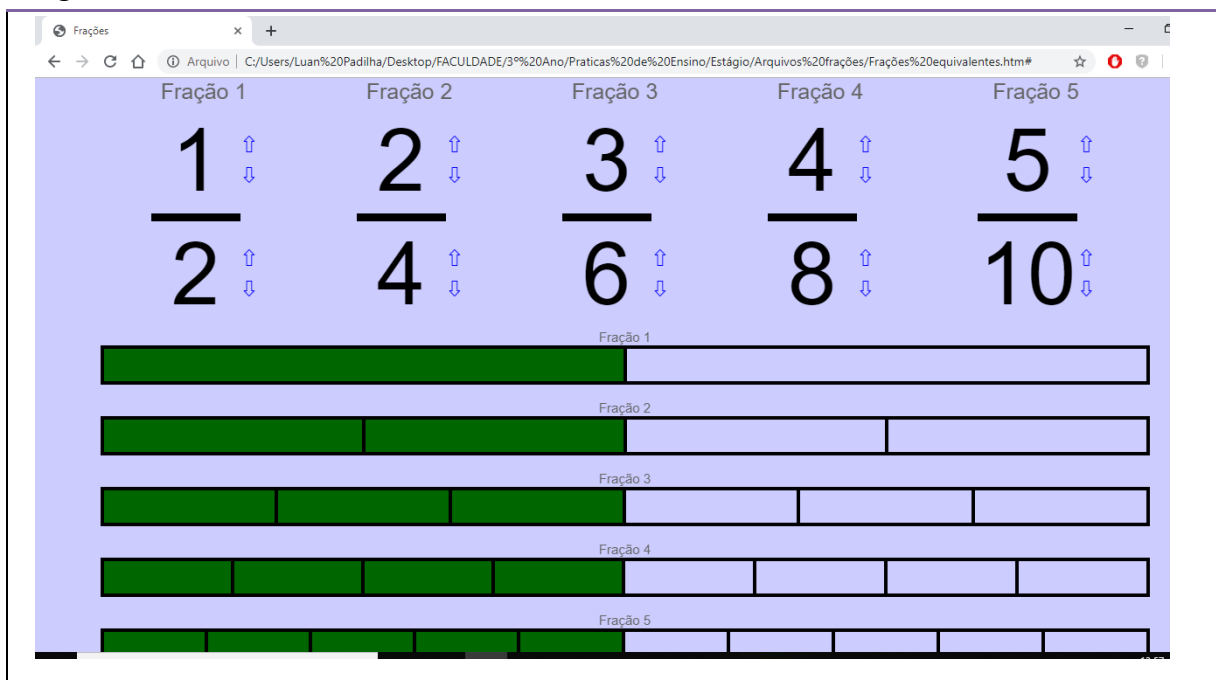 Frações
Arquivo C:/Users/Luan%20Padilha/Desktop/FACULDADE/3º%20Ano/Praticas%20de%20Ensino/Estágio/Arquivos%20frações/Frações%20equivalentes.htm#
Fração 1 Fração 2 Fração 3 Fração 4 Fração 5
1 2 3 4 5
2 4 6 8 10
Fração 1
Fração 2
Fração 3
Fração 4
Fração 5